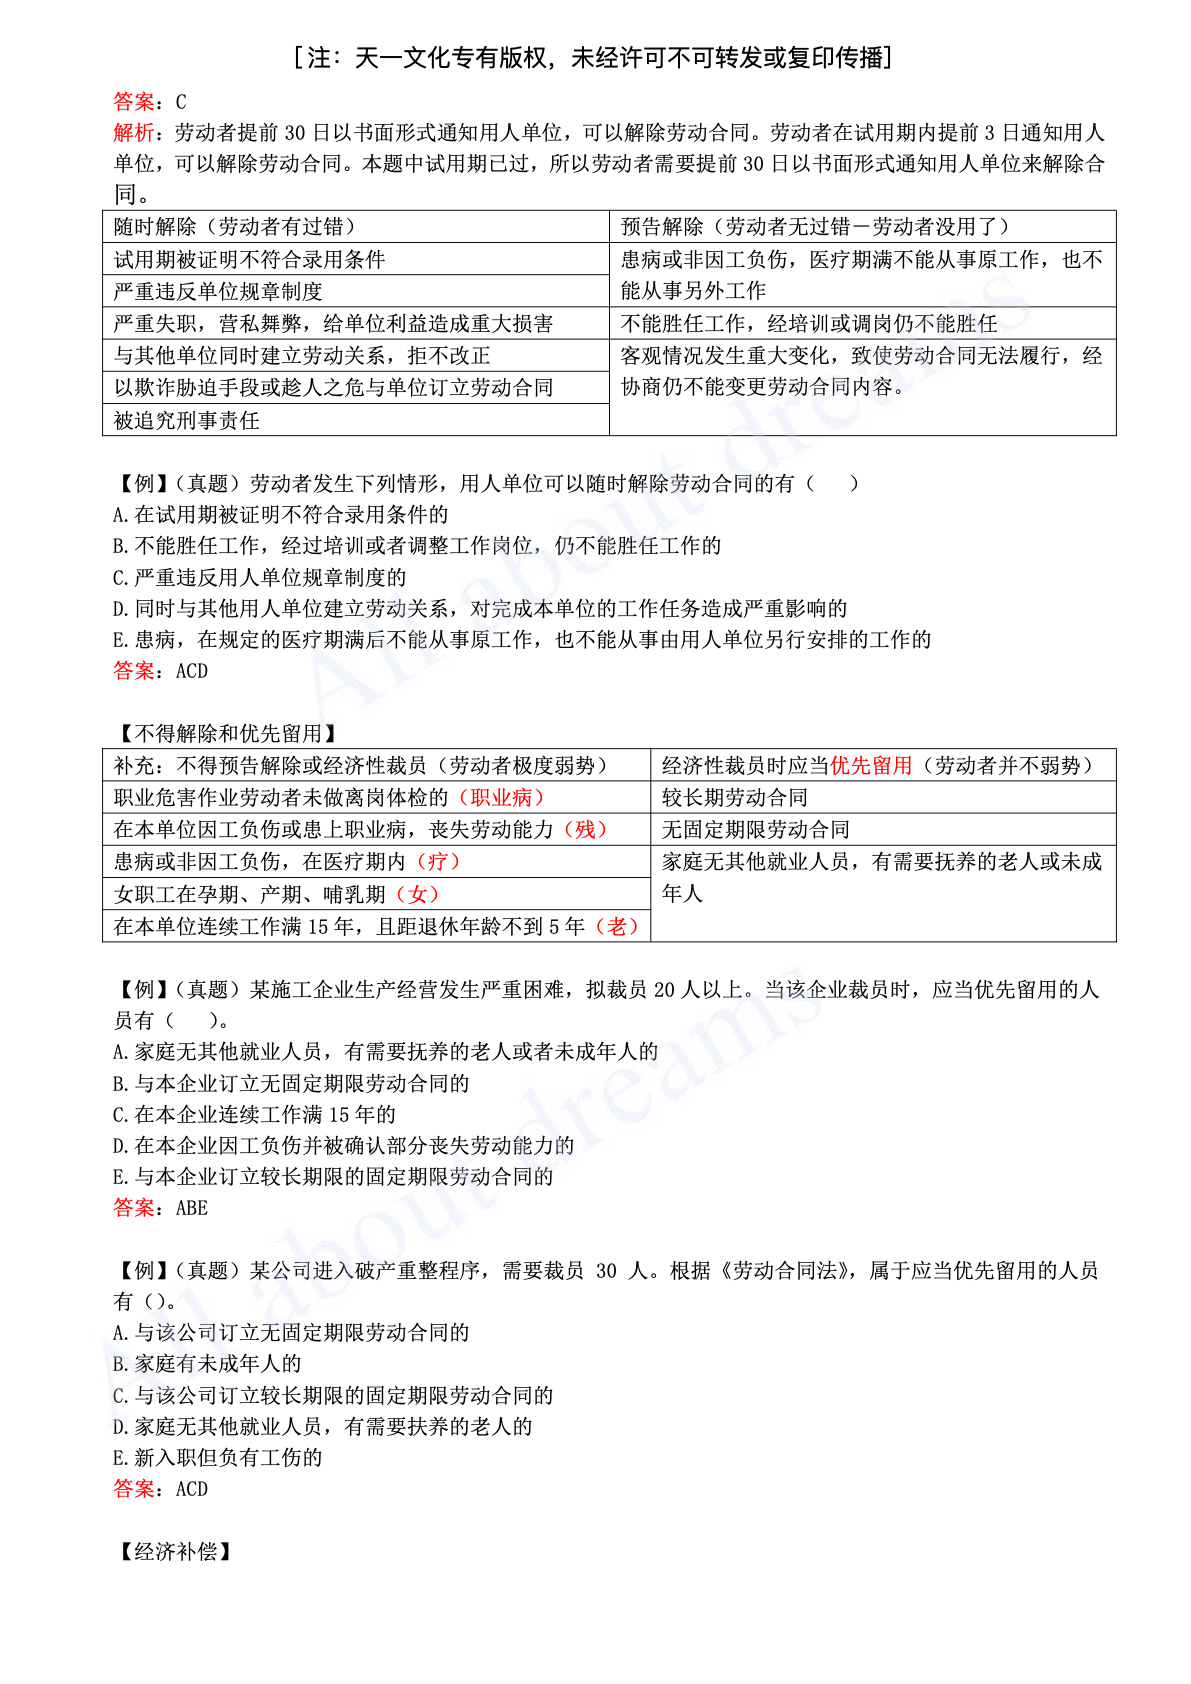 [注：天一文化专有版权，未经许可不可转发或复印传播]
答案：C
解析：劳动者提前 30 日以书面形式通知用人单位，可以解除劳动合同。劳动者在试用期内提前 3 日通知用人
单位，可以解除劳动合同。本题中试用期已过，所以劳动者需要提前 30 日以书面形式通知用人单位来解除合
同。
随时解除（劳动者有过错）
预告解除（劳动者无过错－劳动者没用了）
试用期被证明不符合录用条件
患病或非因工负伤，医疗期满不能从事原工作，也不
严重违反单位规章制度
能从事另外工作
严重失职，营私舞弊，给单位利益造成重大损害
不能胜任工作，经培训或调岗仍不能胜任
与其他单位同时建立劳动关系，拒不改正
客观情况发生重大变化，致使劳动合同无法履行，经
以欺诈胁迫手段或趁人之危与单位订立劳动合同
协商仍不能变更劳动合同内容。
被追究刑事责任
【例】（真题）劳动者发生下列情形，用人单位可以随时解除劳动合同的有（ ）
A.在试用期被证明不符合录用条件的
B.不能胜任工作，经过培训或者调整工作岗位，仍不能胜任工作的
C.严重违反用人单位规章制度的
D.同时与其他用人单位建立劳动关系，对完成本单位的工作任务造成严重影响的
E.患病，在规定的医疗期满后不能从事原工作，也不能从事由用人单位另行安排的工作的
答案：ACD
【不得解除和优先留用】
补充：不得预告解除或经济性裁员（劳动者极度弱势）
经济性裁员时应当优先留用（劳动者并不弱势）
职业危害作业劳动者未做离岗体检的（职业病）
较长期劳动合同
在本单位因工负伤或患上职业病，丧失劳动能力（残）
无固定期限劳动合同
患病或非因工负伤，在医疗期内（疗）
家庭无其他就业人员，有需要抚养的老人或未成
女职工在孕期、产期、哺乳期（女）
年人
在本单位连续工作满 15 年，且距退休年龄不到 5 年（老）
【例】（真题）某施工企业生产经营发生严重困难，拟裁员 20 人以上。当该企业裁员时，应当优先留用的人
员有（ ）。
A.家庭无其他就业人员，有需要抚养的老人或者未成年人的
B.与本企业订立无固定期限劳动合同的
C.在本企业连续工作满 15 年的
D.在本企业因工负伤并被确认部分丧失劳动能力的
E.与本企业订立较长期限的固定期限劳动合同的
答案：ABE
【例】（真题）某公司进入破产重整程序，需要裁员 30 人。根据《劳动合同法》，属于应当优先留用的人员
有（）。
A.与该公司订立无固定期限劳动合同的
B.家庭有未成年人的
C.与该公司订立较长期限的固定期限劳动合同的
D.家庭无其他就业人员，有需要扶养的老人的
E.新入职但负有工伤的
答案：ACD
【经济补偿】
All about dreams
All about dreams